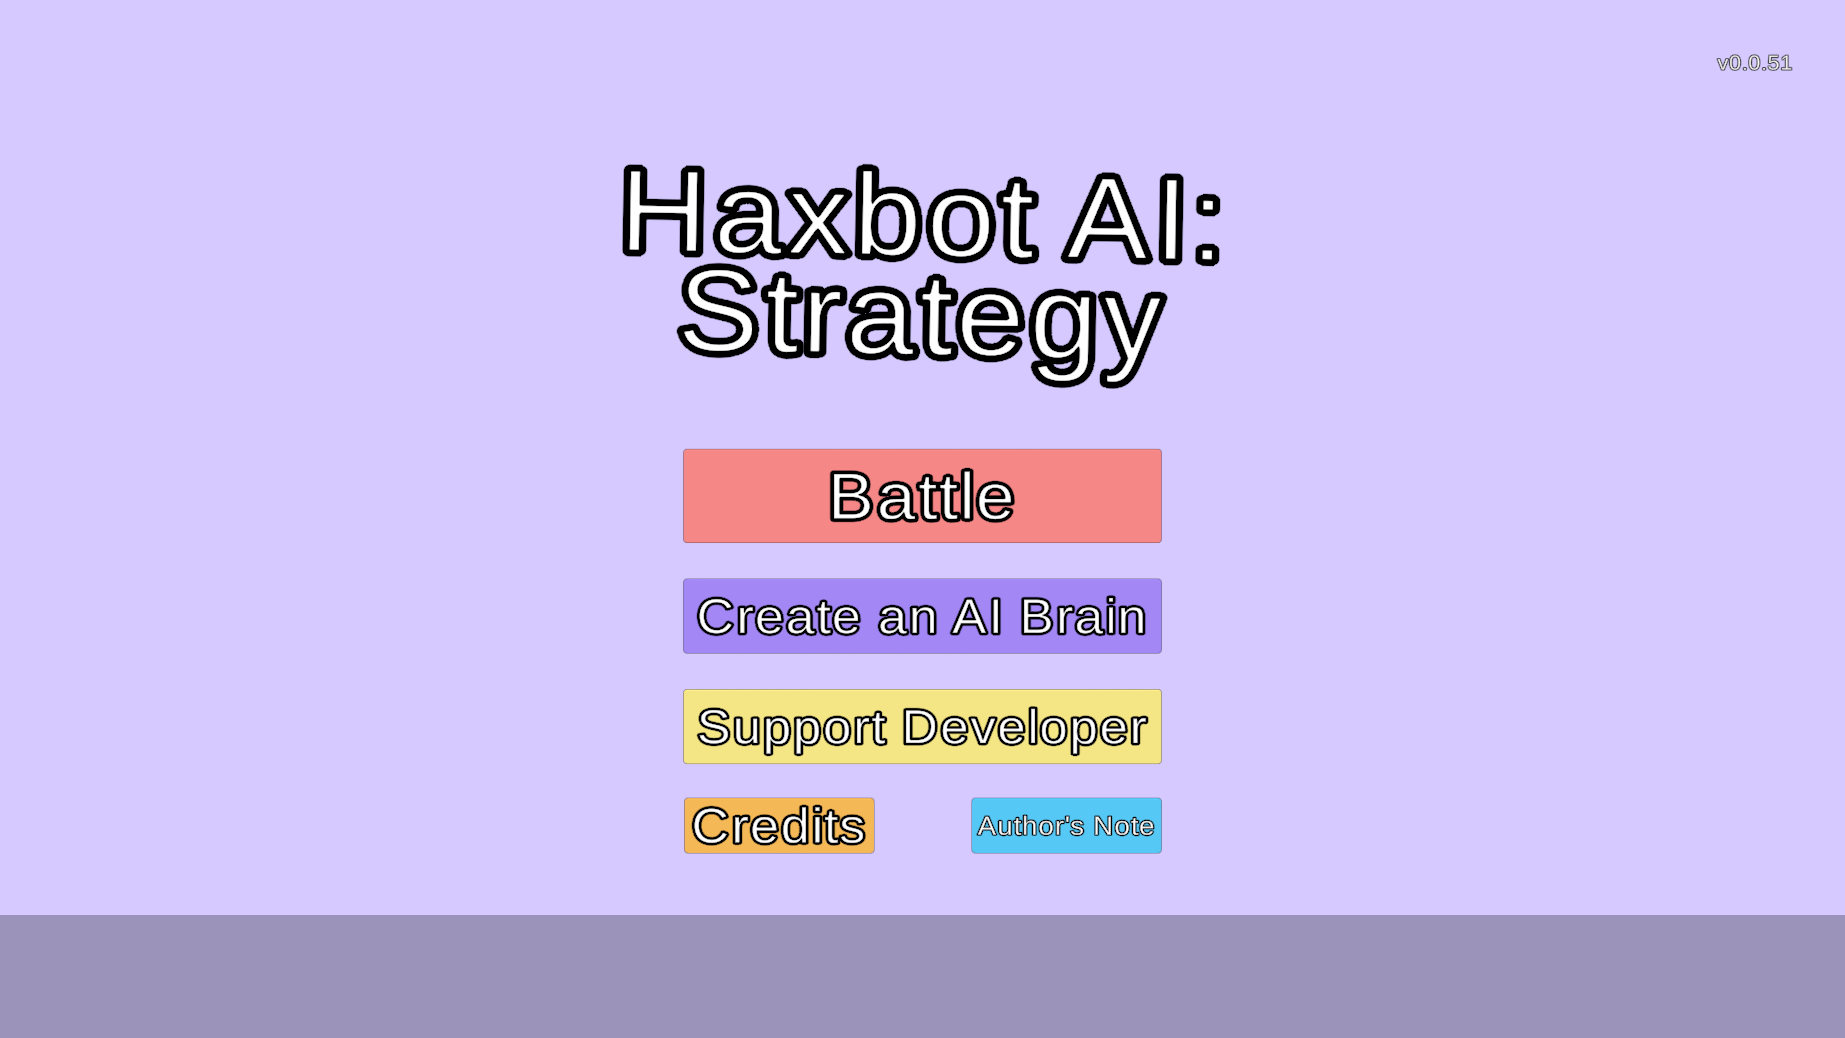 v0.0.51
Haxbot AI:
Strategy
Battle
Create an AI Brain
Support Developer
Credits
Author's Note